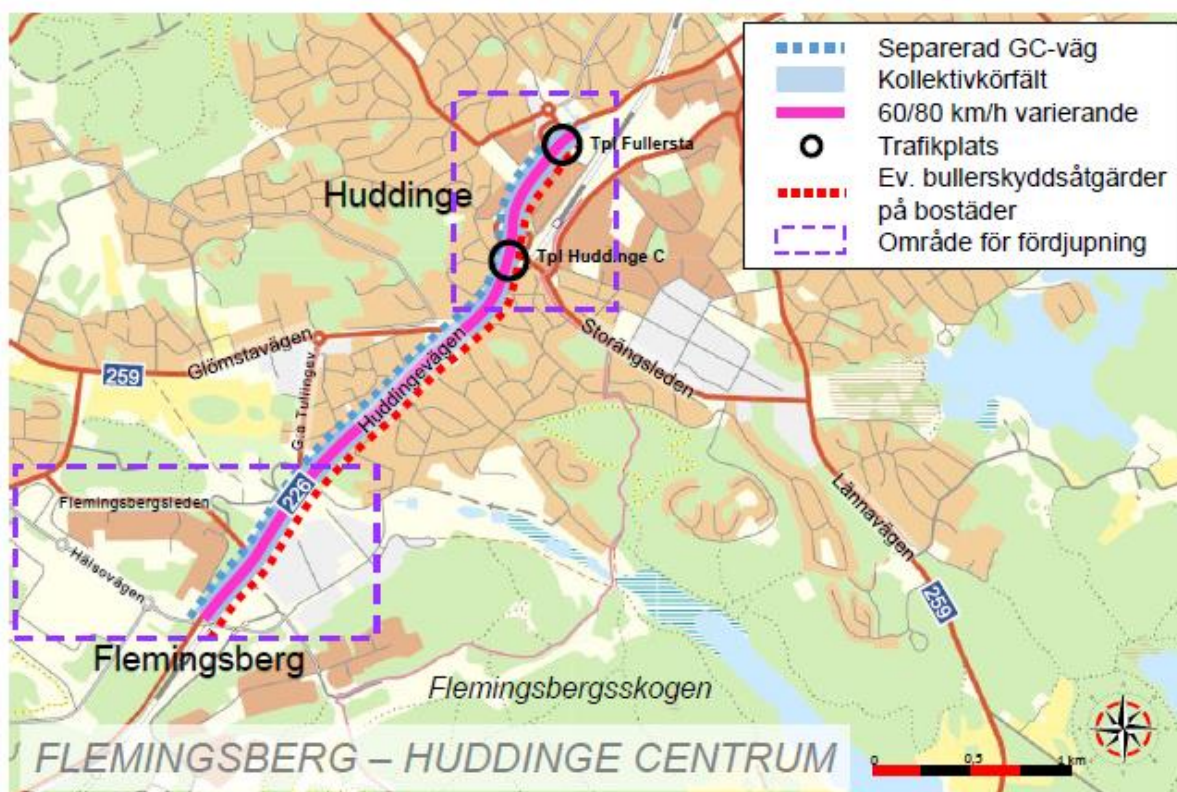 Separerad GC-väg
Kollektivkörfält
60/80 km/h varierande
Trafikplats
Ev. bullerskyddsåtgärder
på bostäder
Område för fördjupning
Tpl Fullersta
Huddinge
Tpl Huddinge C
Storängsleden
Glömstavägen
259
G:a Tullingev
Huddingevägen
226
Flemingsbergsleden
Hälsovägen
Lännavägen
259
Flemingsberg
Flemingsbergsskogen
FLEMINGSBERG – HUDDINGE CENTRUM
0 0,5 1 km